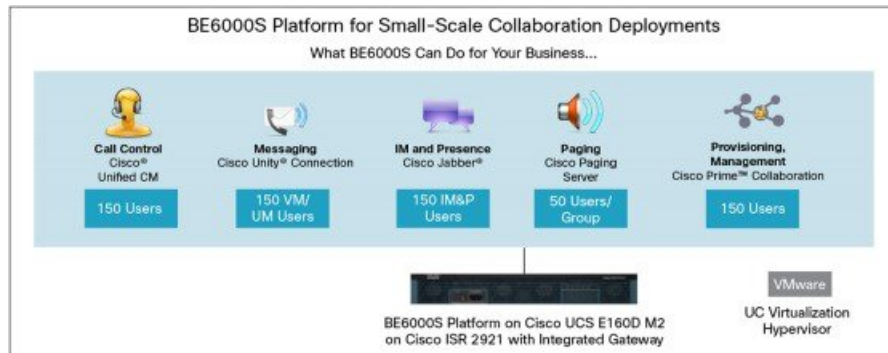 BE6000S Platform for Small-Scale Collaboration Deployments
What BE6000S Can Do for Your Business...
Call Control
Cisco®
Unified CM
150 Users
Messaging
Cisco Unity® Connection
150 VM/
UM Users
IM and Presence
Cisco Jabber®
150 IM&P
Users
Paging
Cisco Paging
Server
50 Users/
Group
Provisioning,
Management
Cisco Prime™ Collaboration
150 Users
BE6000S Platform on Cisco UCS E160D M2
on Cisco ISR 2921 with Integrated Gateway
VMware
UC Virtualization
Hypervisor